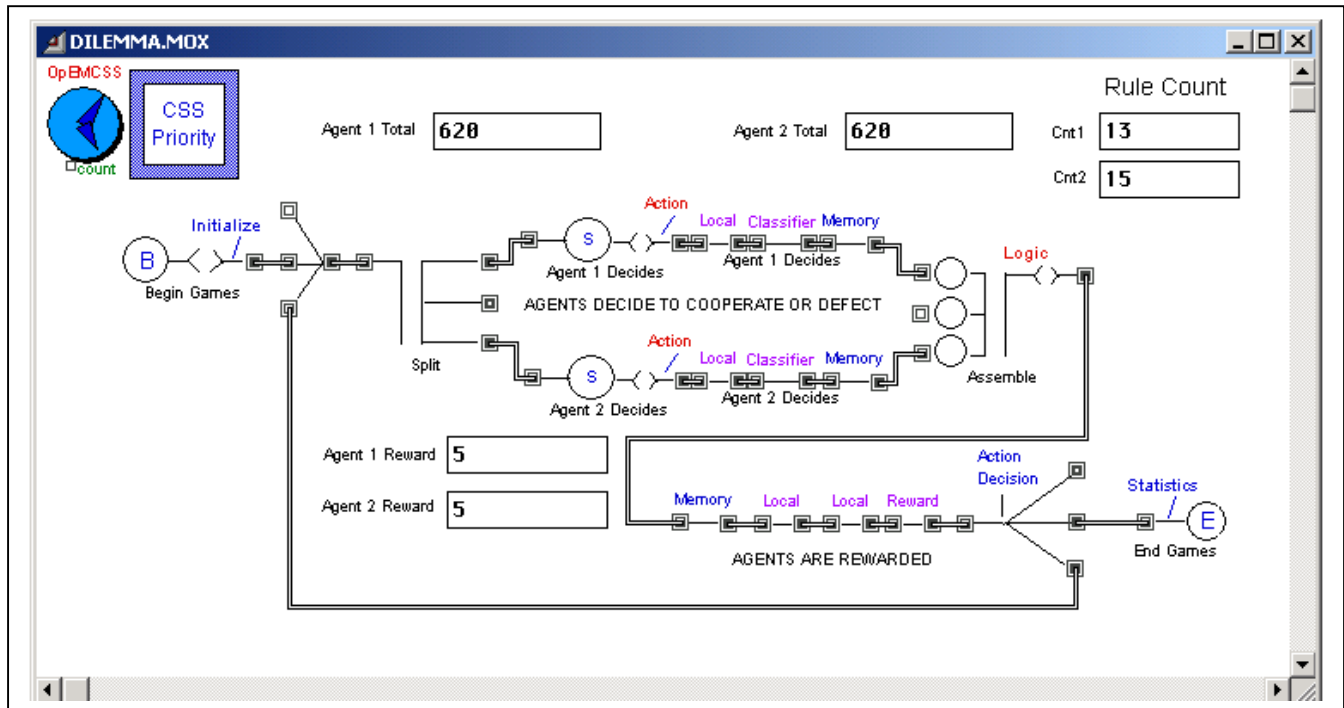 DILEMMA.MOX
OpEMCSS
CSS
Priority
count
Agent 1 Total 620
Agent 2 Total 620
Rule Count
Cnt1 13
Cnt2 15
Initialize
B
Begin Games
Split
Action
Local Classifier Memory
S
Agent 1 Decides
Agent 1 Decides
AGENTS DECIDE TO COOPERATE OR DEFECT
Action
Local Classifier Memory
S
Agent 2 Decides
Agent 2 Decides
Logic
Assemble
Agent 1 Reward 5
Agent 2 Reward 5
Memory Local Local Reward
Action
Decision
Statistics
E
End Games
AGENTS ARE REWARDED